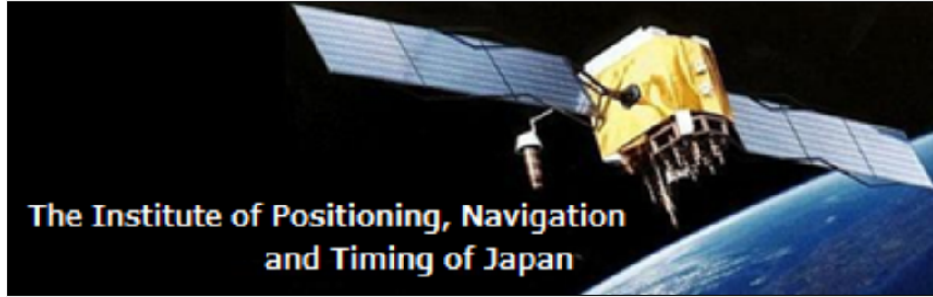 The Institute of Positioning, Navigation
and Timing of Japan